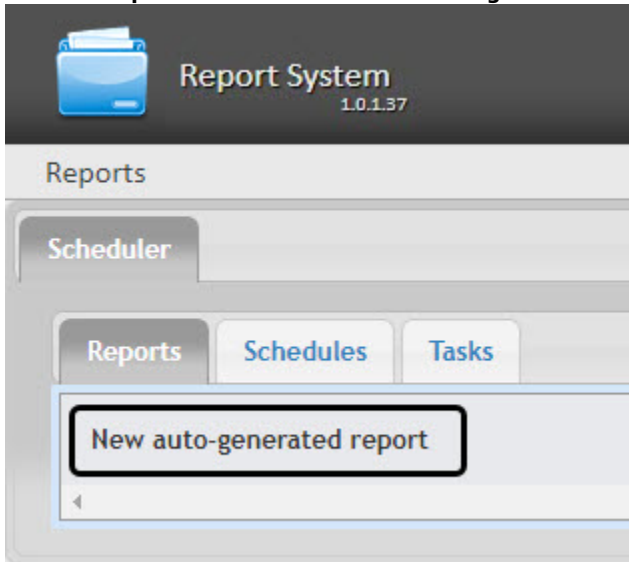 Report System
1.0.1.37
Reports
Scheduler
Reports Schedules Tasks
New auto-generated report